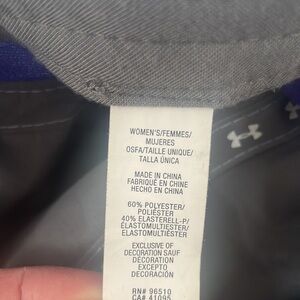 WOMEN'S/FEMMES/
MUJERES
OSFA/TAILLE UNIQUE/
TALLA ÚNICA
MADE IN CHINA
FABRIQUÉ EN CHINE
HECHO EN CHINA
60% POLYESTER/
POLIÉSTER
40% ELASTERELL-P/
ÉLASTOMULTIESTER/
ELASTOMULTIÉSTER
EXCLUSIVE OF
DECORATION SAUF
DÉCORATION
EXCEPTO
DECORACIÓN
RN# 96510
CA# 41095